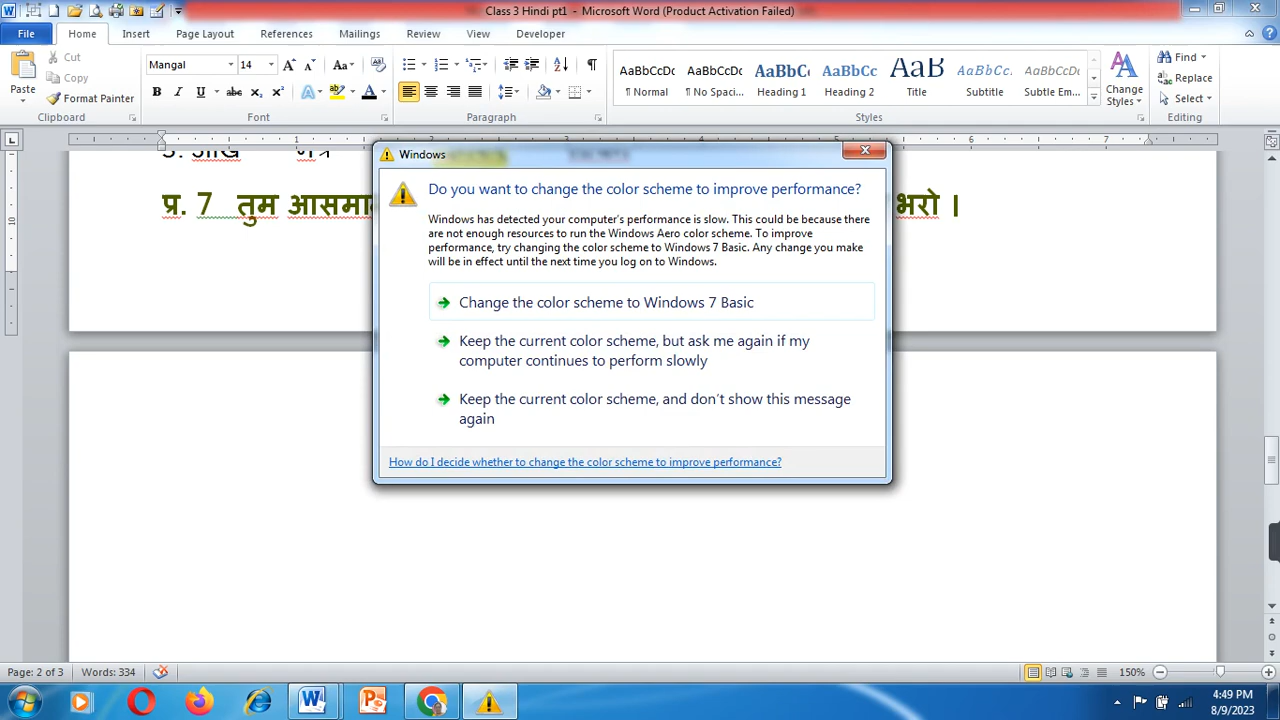 Class 3 Hindi pt1 - Microsoft Word (Product Activation Failed)
File Home Insert Page Layout References Mailings Review View Developer
Cut
Copy
Paste
Format Painter
Clipboard
Mangal 14
Font
Paragraph
AaBbCcDc AaBbCcDc AaBbCc AaBbCc AaB AaBbCc. AaBbCcDc
¶ Normal ¶ No Spaci... Heading 1 Heading 2 Title Subtitle Subtle Em...
Change Styles
Styles
Find
Replace
Select
Editing
1 2 3 4 5 6 7
प्र. 7 तुम आसमा
भरो ।
Windows
Do you want to change the color scheme to improve performance?
Windows has detected your computer's performance is slow. This could be because there
are not enough resources to run the Windows Aero color scheme. To improve
performance, try changing the color scheme to Windows 7 Basic. Any change you make
will be in effect until the next time you log on to Windows.
Change the color scheme to Windows 7 Basic
Keep the current color scheme, but ask me again if my
computer continues to perform slowly
Keep the current color scheme, and don't show this message
again
How do I decide whether to change the color scheme to improve performance?
Page: 2 of 3 Words: 334
150%
4:49 PM
8/9/2023